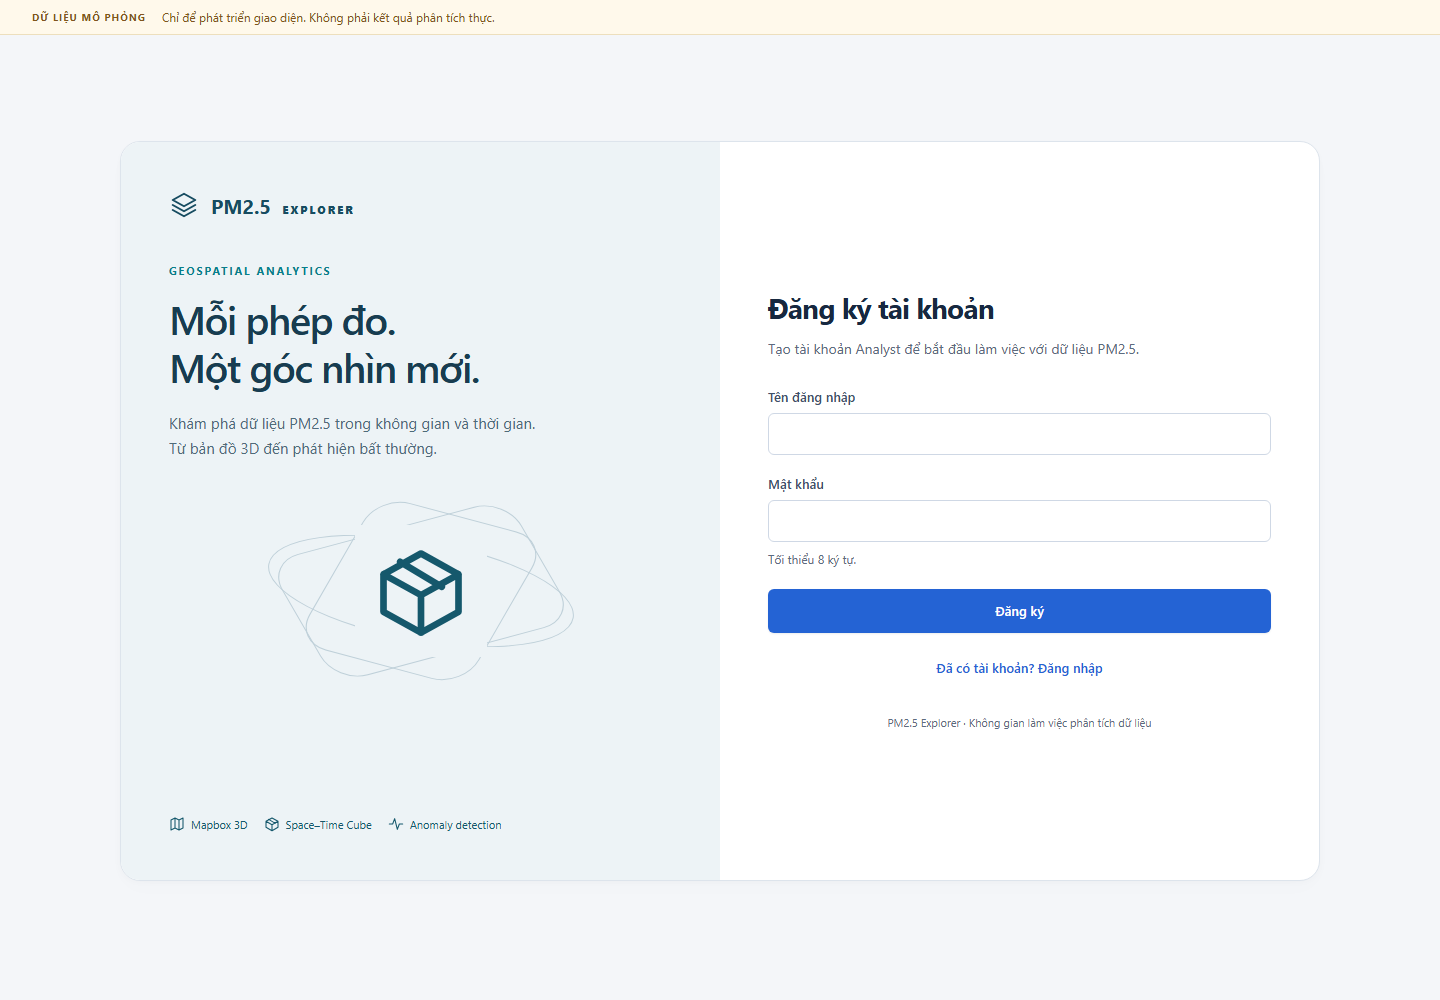 DỮ LIỆU MÔ PHỎNG Chỉ để phát triển giao diện. Không phải kết quả phân tích thực.
PM2.5 EXPLORER
GEOSPATIAL ANALYTICS
Mỗi phép đo.
Một góc nhìn mới.
Khám phá dữ liệu PM2.5 trong không gian và thời gian.
Từ bản đồ 3D đến phát hiện bất thường.
Mapbox 3D Space–Time Cube Anomaly detection
Đăng ký tài khoản
Tạo tài khoản Analyst để bắt đầu làm việc với dữ liệu PM2.5.
Tên đăng nhập
Mật khẩu
Tối thiểu 8 ký tự.
Đăng ký
Đã có tài khoản? Đăng nhập
PM2.5 Explorer · Không gian làm việc phân tích dữ liệu